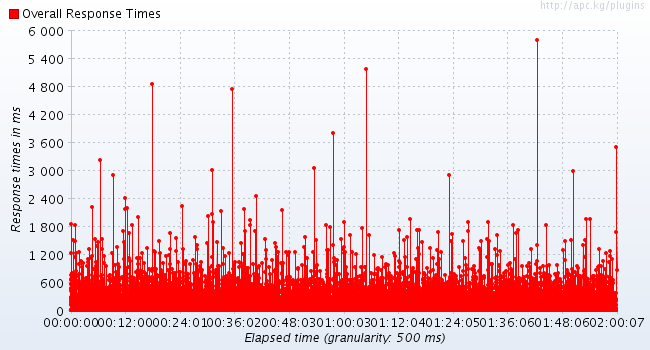 http://apc.kg/plugins
Overall Response Times
6 000
5 400
4 800
4 200
3 600
3 000
2 400
1 800
1 200
600
0
Response times in ms
00:00:00 00:12:00 00:24:01 00:36:02 00:48:03 01:00:03 01:12:04 01:24:05 01:36:06 01:48:06 02:00:07
Elapsed time (granularity: 500 ms)